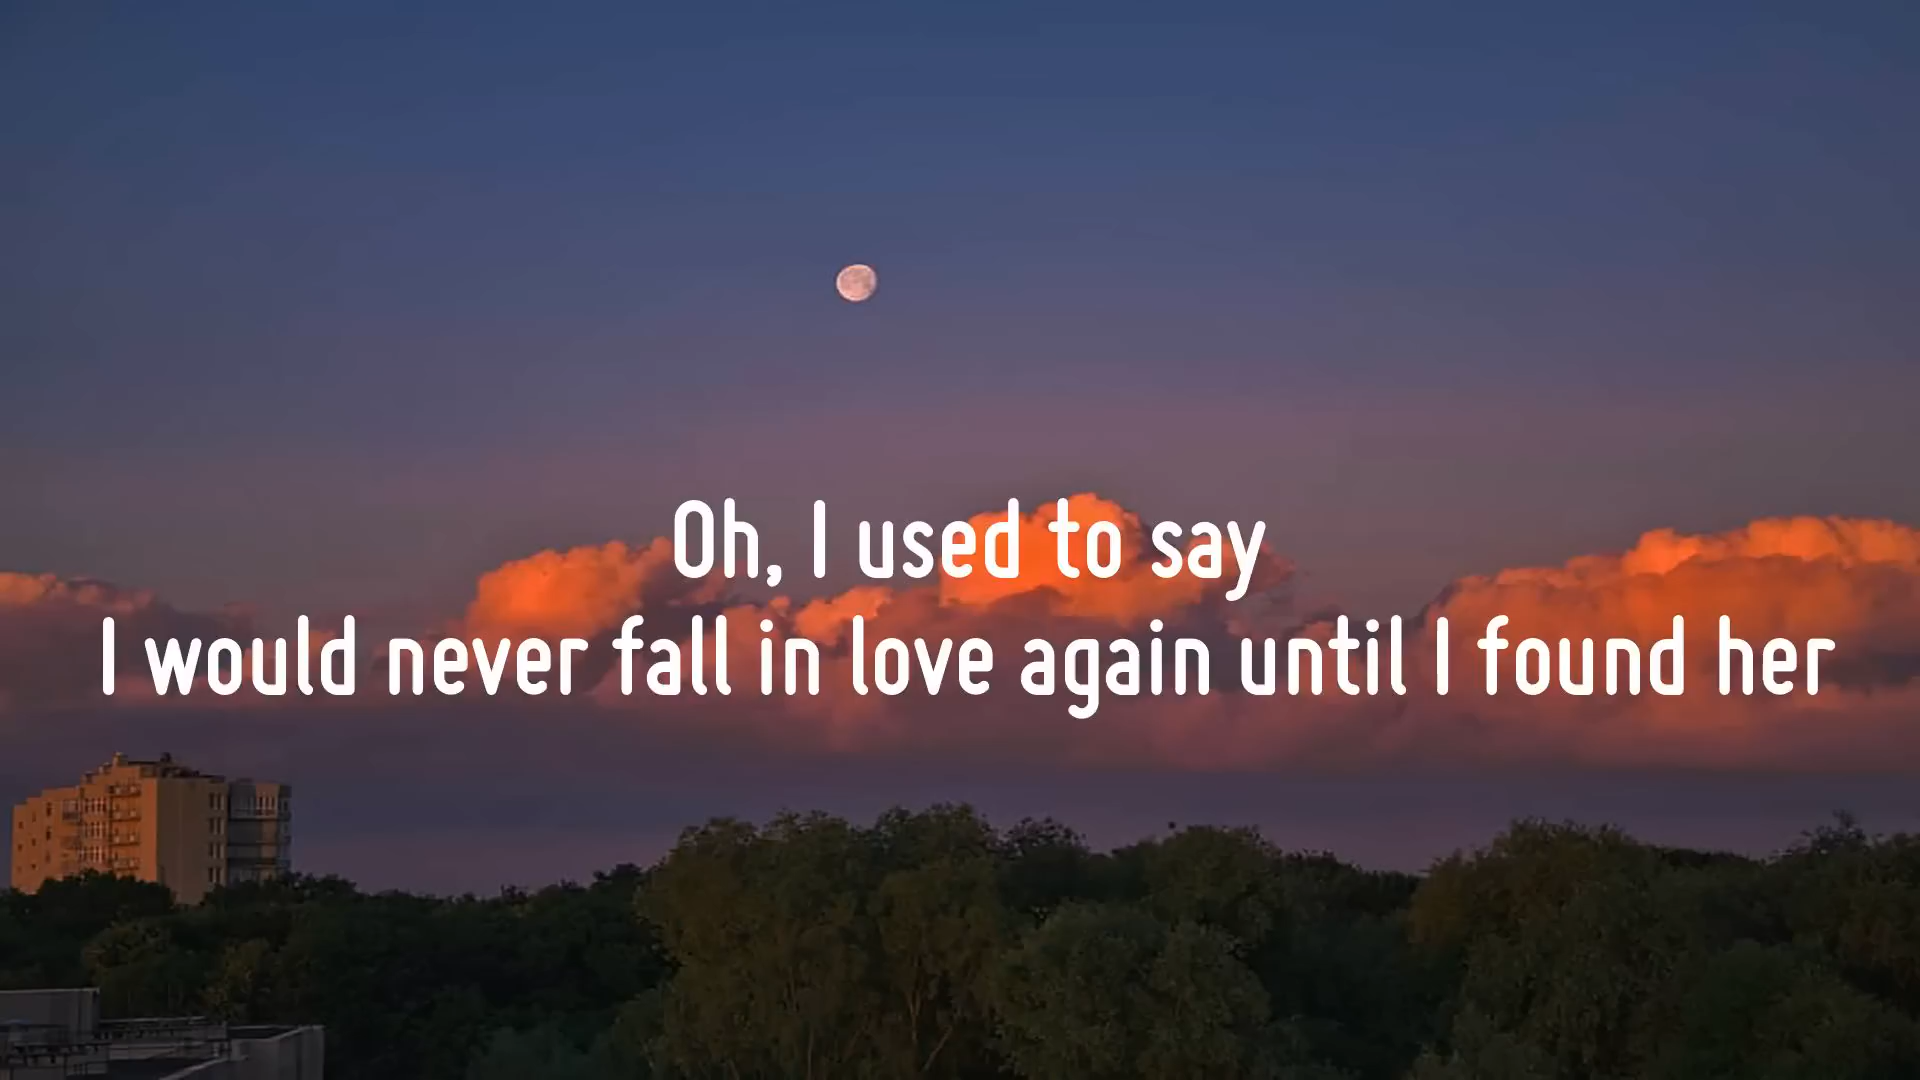 Oh, I used to say
I would never fall in love again until I found her